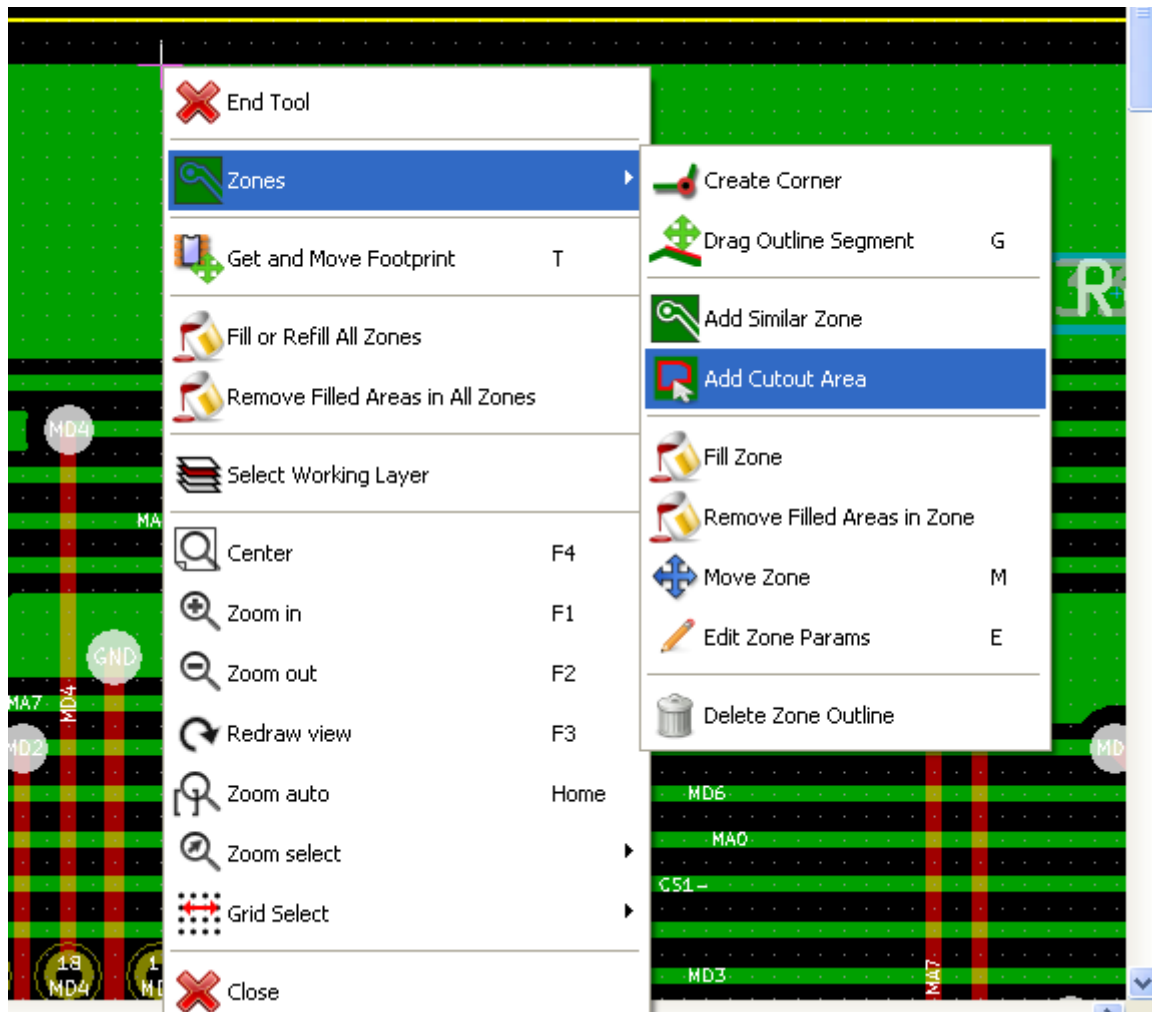 End Tool
Zones
Get and Move Footprint T
Fill or Refill All Zones
Remove Filled Areas in All Zones
Select Working Layer
Center F4
Zoom in F1
Zoom out F2
Redraw view F3
Zoom auto Home
Zoom select
Grid Select
Close
Create Corner
Drag Outline Segment G
Add Similar Zone
Add Cutout Area
Fill Zone
Remove Filled Areas in Zone
Move Zone M
Edit Zone Params E
Delete Zone Outline
R
MD4
MA
GND
MD4
MA7
MD2
18
MD4
1
MD
MD6
MA0
CS1-
MD3
MA7